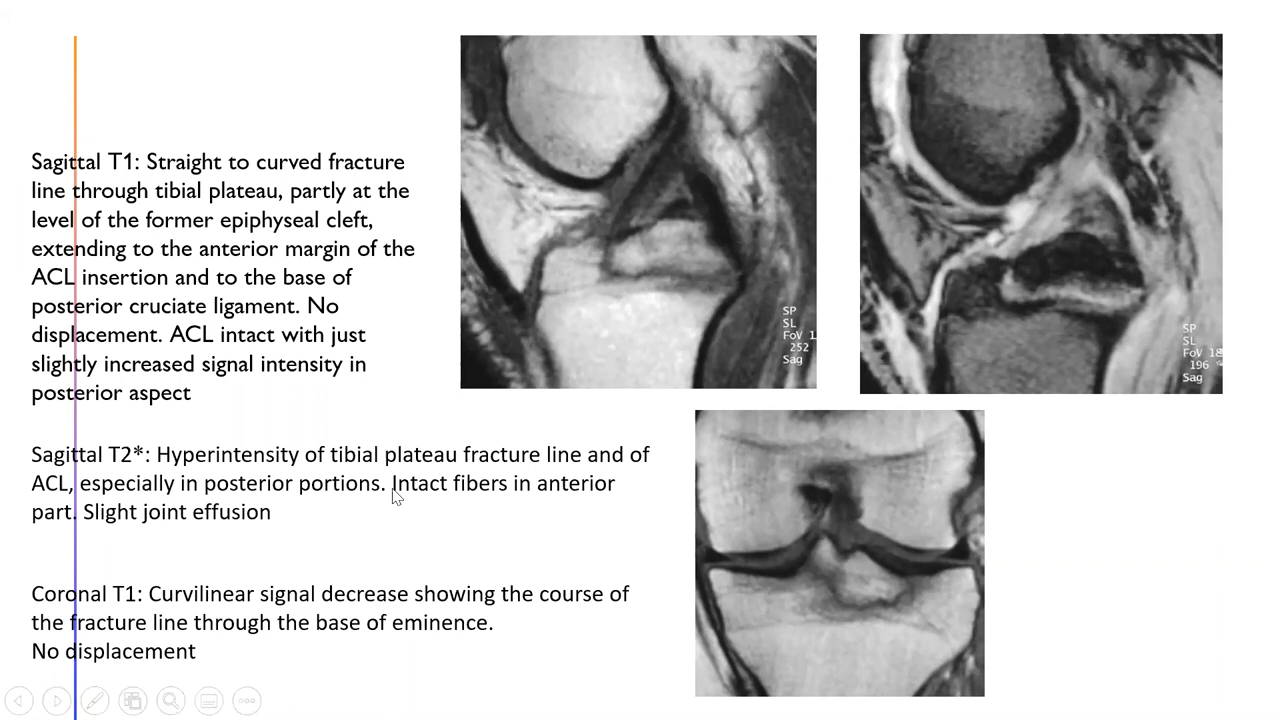 Sagittal T1: Straight to curved fracture
line through tibial plateau, partly at the
level of the former epiphyseal cleft,
extending to the anterior margin of the
ACL insertion and to the base of
posterior cruciate ligament. No
displacement. ACL intact with just
slightly increased signal intensity in
posterior aspect
SP
SL
FoV 1
252
Sag
SP
SL
FoV 18
196
Sag
Sagittal T2*: Hyperintensity of tibial plateau fracture line and of
ACL, especially in posterior portions. Intact fibers in anterior
part. Slight joint effusion
Coronal T1: Curvilinear signal decrease showing the course of
the fracture line through the base of eminence.
No displacement